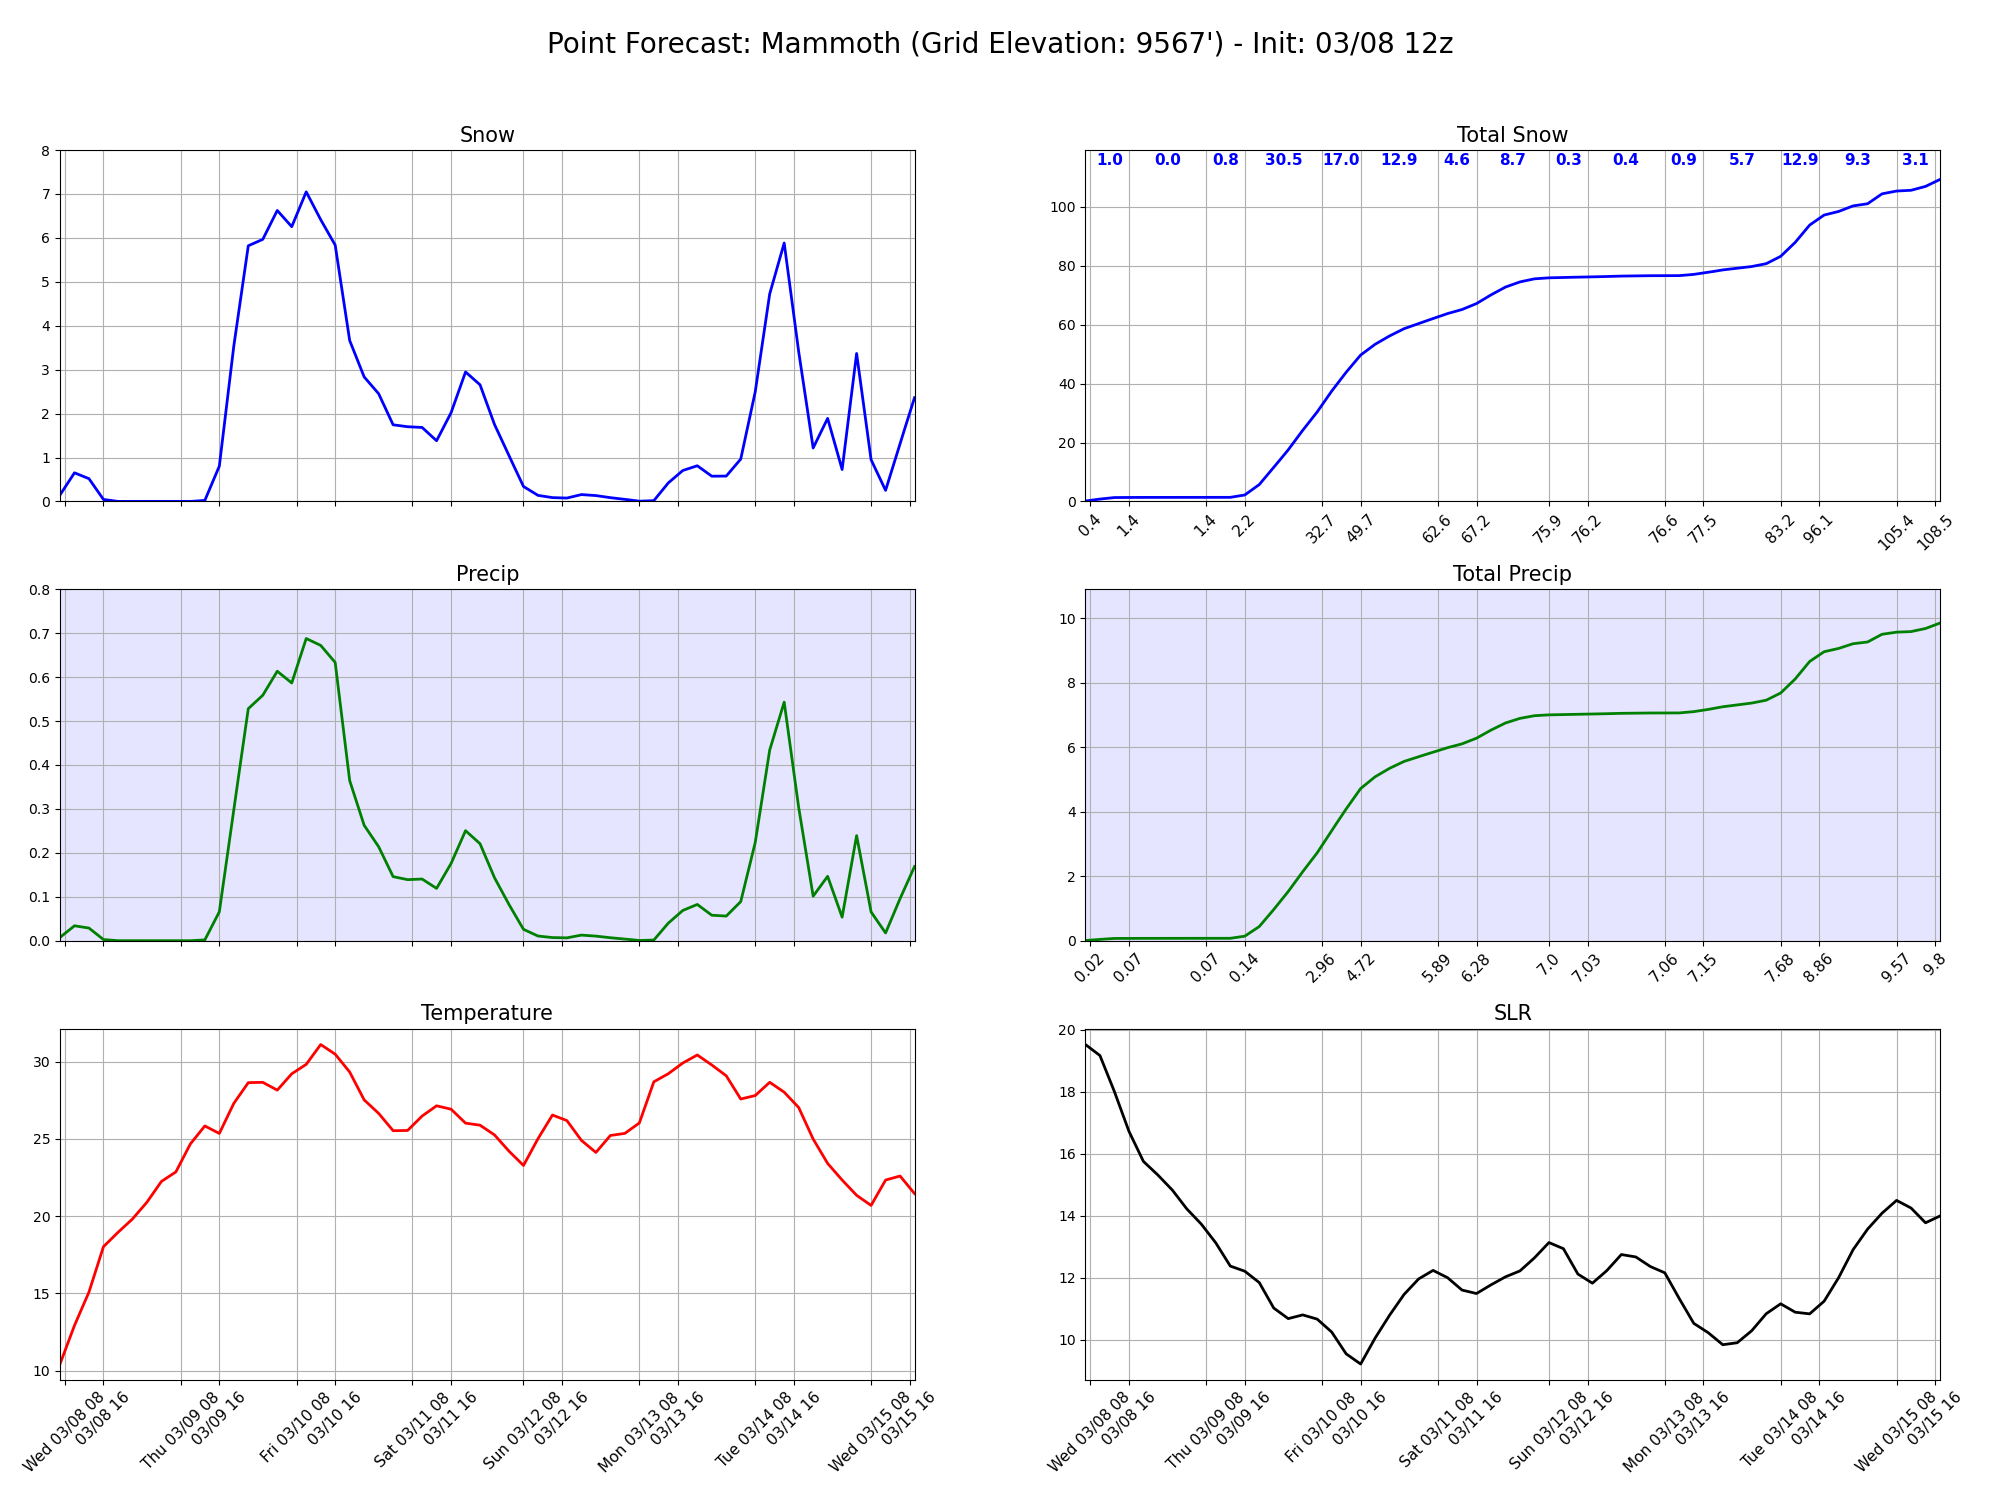 Point Forecast: Mammoth (Grid Elevation: 9567') - Init: 03/08 12z
Snow
8
7
6
5
4
3
2
1
0
Total Snow
1.0 0.0 0.8 30.5 17.0 12.9 4.6 8.7 0.3 0.4 0.9 5.7 12.9 9.3 3.1
100
80
60
40
20
0
0.4 1.4 1.4 2.2 32.7 49.7 62.6 67.2 75.9 76.2 76.6 77.5 83.2 96.1 105.4 108.5
Precip
0.8
0.7
0.6
0.5
0.4
0.3
0.2
0.1
0.0
Total Precip
10
8
6
4
2
0
0.02 0.07 0.07 0.14 2.96 4.72 5.89 6.28 7.0 7.03 7.06 7.15 7.68 8.86 9.57 9.8
Temperature
30
25
20
15
10
Wed 03/08 08
03/08 16
Thu 03/09 08
03/09 16
Fri 03/10 08
03/10 16
Sat 03/11 08
03/11 16
Sun 03/12 08
03/12 16
Mon 03/13 08
03/13 16
Tue 03/14 08
03/14 16
Wed 03/15 08
03/15 16
SLR
20
18
16
14
12
10
Wed 03/08 08
03/08 16
Thu 03/09 08
03/09 16
Fri 03/10 08
03/10 16
Sat 03/11 08
03/11 16
Sun 03/12 08
03/12 16
Mon 03/13 08
03/13 16
Tue 03/14 08
03/14 16
Wed 03/15 08
03/15 16